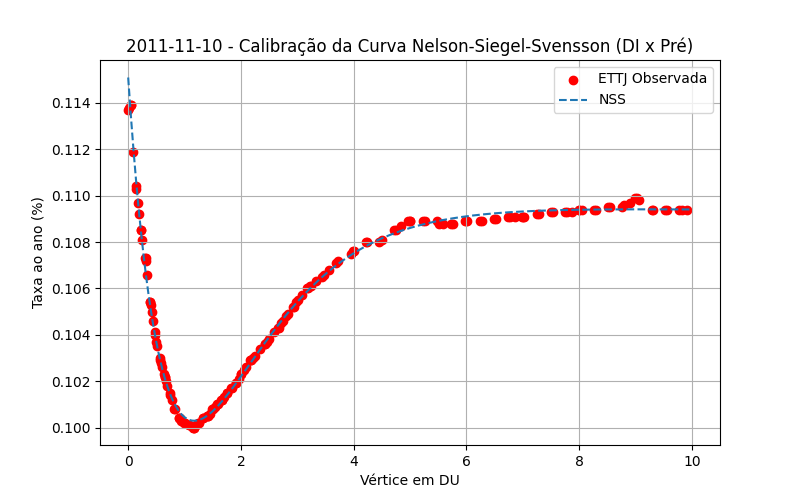 2011-11-10 - Calibração da Curva Nelson-Siegel-Svensson (DI x Pré)
ETTJ Observada
NSS
Taxa ao ano (%)
0.114
0.112
0.110
0.108
0.106
0.104
0.102
0.100
0 2 4 6 8 10
Vértice em DU